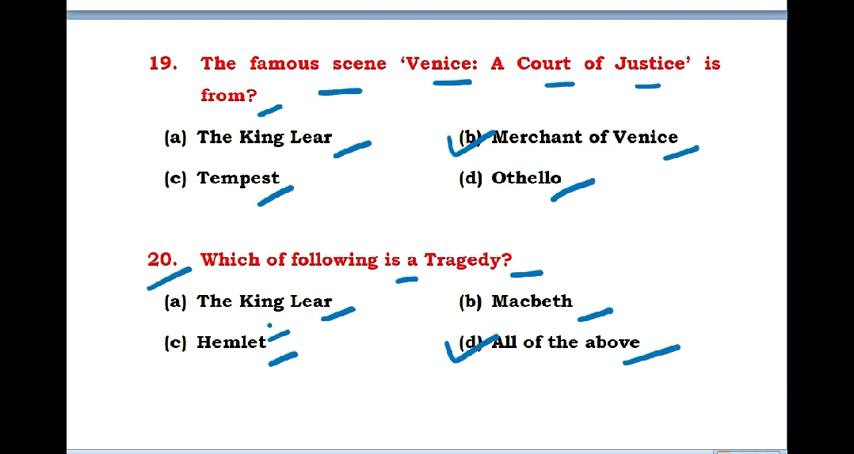 19. The famous scene ‘Venice: A Court of Justice’ is
from?
(a) The King Lear (b) Merchant of Venice
(c) Tempest (d) Othello
20. Which of following is a Tragedy?
(a) The King Lear (b) Macbeth
(c) Hemlet (d) All of the above